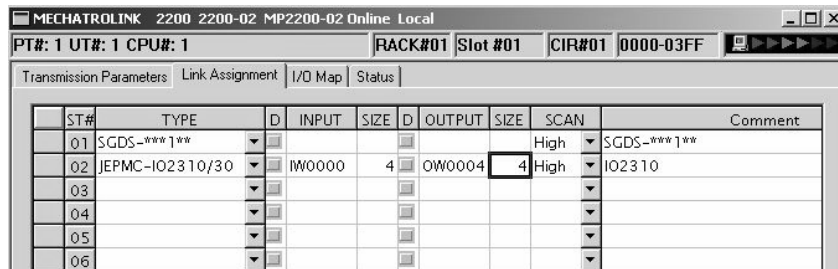 MECHATROLINK 2200 2200-02 MP2200-02 Online Local
PT#: 1 UT#: 1 CPU#: 1 RACK#01 Slot #01 CIR#01 0000-03FF
Transmission Parameters Link Assignment I/O Map Status
ST# TYPE D INPUT SIZE D OUTPUT SIZE SCAN Comment
01 SGDS-***1** High SGDS-***1**
02 JEPMC-IO2310/30 IW0000 4 OW0004 4 High IO2310
03
04
05
06